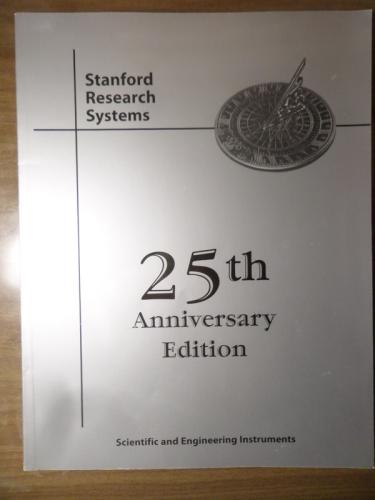 Stanford
Research
Systems
25th
Anniversary
Edition
Scientific and Engineering Instruments